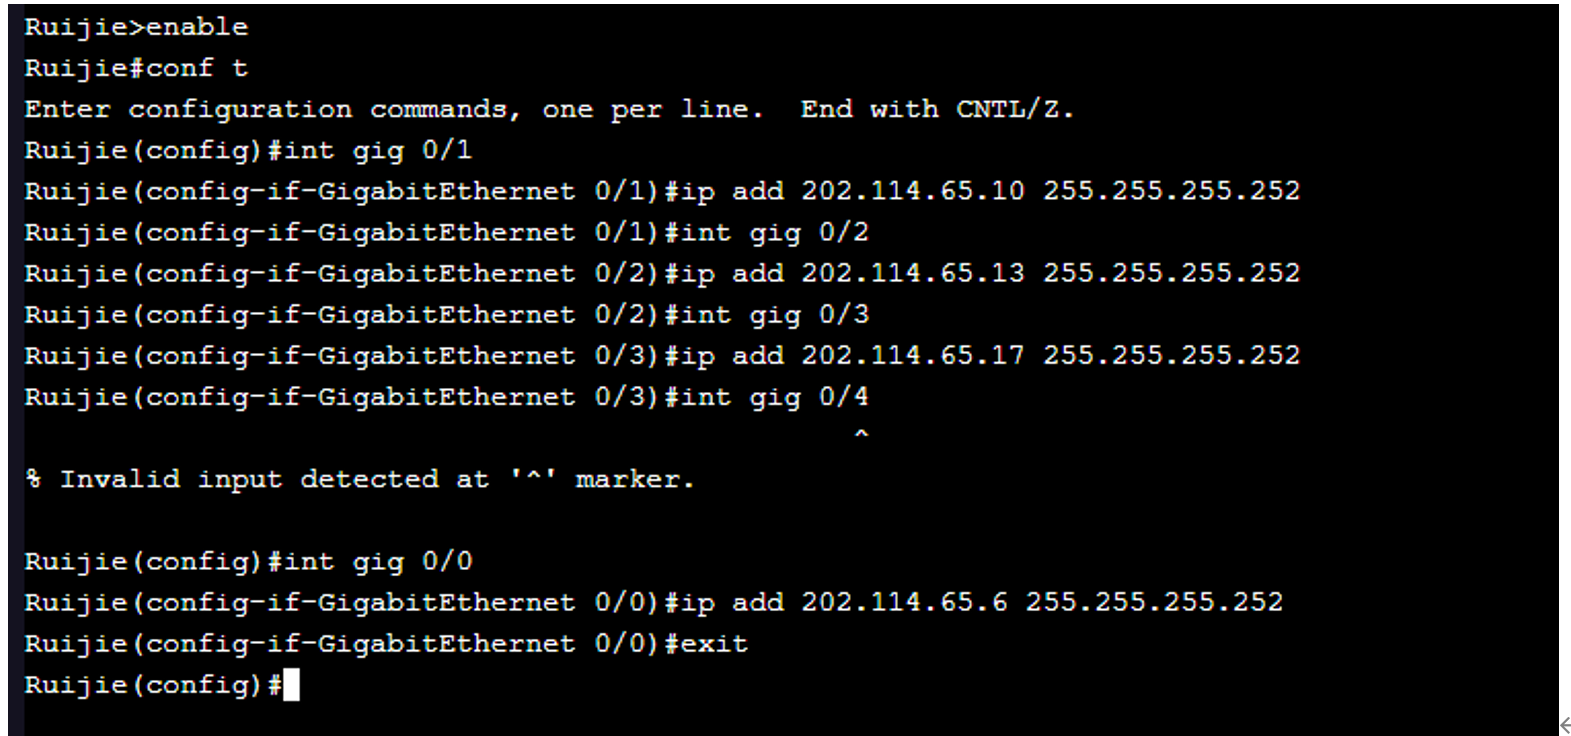 Ruijie>enable
Ruijie#conf t
Enter configuration commands, one per line.  End with CNTL/Z.
Ruijie(config)#int gig 0/1
Ruijie(config-if-GigabitEthernet 0/1)#ip add 202.114.65.10 255.255.255.252
Ruijie(config-if-GigabitEthernet 0/1)#int gig 0/2
Ruijie(config-if-GigabitEthernet 0/2)#ip add 202.114.65.13 255.255.255.252
Ruijie(config-if-GigabitEthernet 0/2)#int gig 0/3
Ruijie(config-if-GigabitEthernet 0/3)#ip add 202.114.65.17 255.255.255.252
Ruijie(config-if-GigabitEthernet 0/3)#int gig 0/4
^
% Invalid input detected at '^' marker.
Ruijie(config)#int gig 0/0
Ruijie(config-if-GigabitEthernet 0/0)#ip add 202.114.65.6 255.255.255.252
Ruijie(config-if-GigabitEthernet 0/0)#exit
Ruijie(config)#